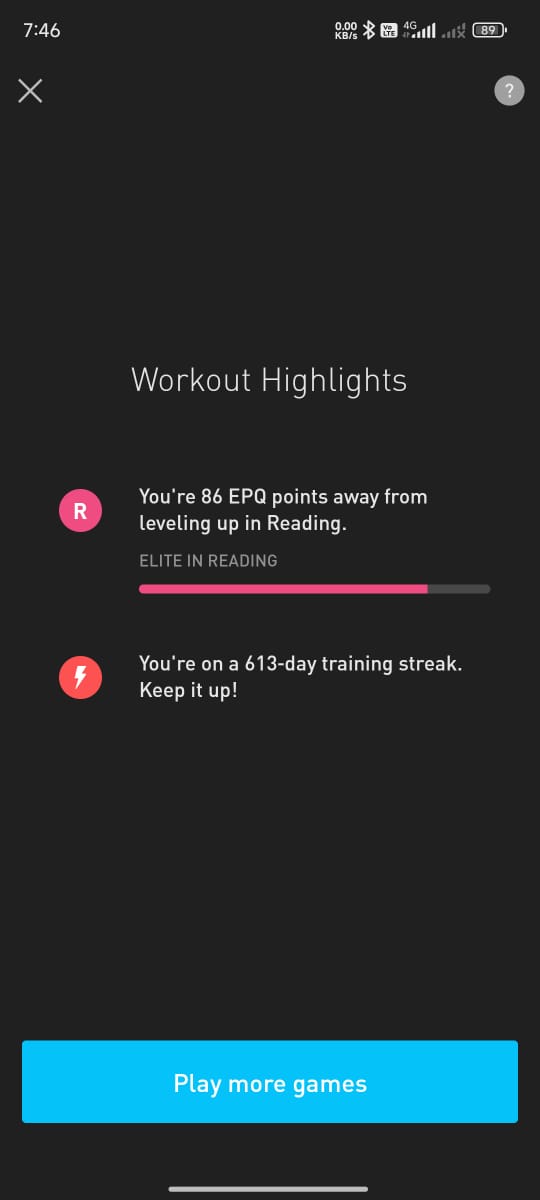 7:46
0.00
KB/s
Vo
LTE
4G
89
?
Workout Highlights
R
You're 86 EPQ points away from
leveling up in Reading.
ELITE IN READING
You're on a 613-day training streak.
Keep it up!
Play more games